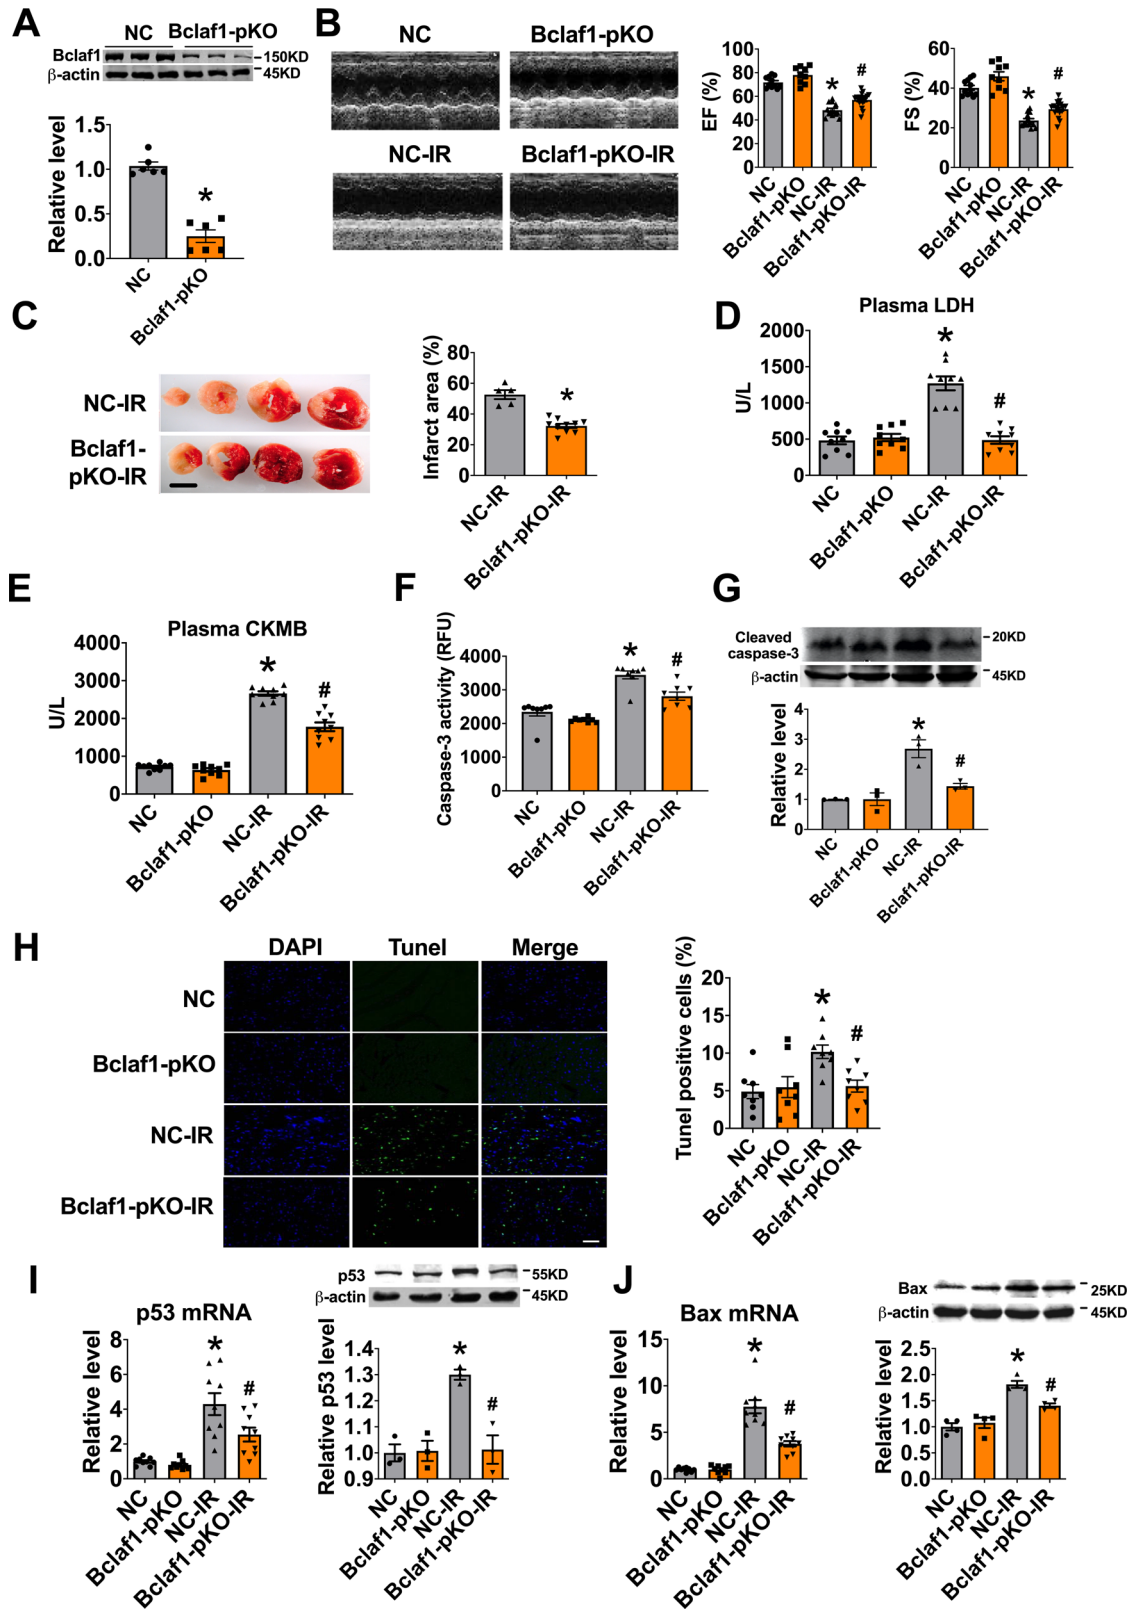 A
NC Bclaf1-pKO
Bclaf1
150KD
β-actin
45KD
Relative level
1.5
1.0
0.5
0.0
*
NC
Bclaf1-pKO
B
NC Bclaf1-pKO
NC-IR Bclaf1-pKO-IR
EF (%)
100
80
60
40
20
0
* #
NC
Bclaf1-pKO
NC-IR
Bclaf1-pKO-IR
FS (%)
60
40
20
0
* #
NC
Bclaf1-pKO
NC-IR
Bclaf1-pKO-IR
C
NC-IR
Bclaf1-
pKO-IR
Infarct area (%)
80
60
40
20
0
*
NC-IR
Bclaf1-pKO-IR
D
Plasma LDH
U/L
2000
1500
1000
500
0
* #
NC
Bclaf1-pKO
NC-IR
Bclaf1-pKO-IR
E
Plasma CKMB
U/L
4000
3000
2000
1000
0
* #
NC
Bclaf1-pKO
NC-IR
Bclaf1-pKO-IR
F
Caspase-3 activity (RFU)
4000
3000
2000
1000
0
* #
NC
Bclaf1-pKO
NC-IR
Bclaf1-pKO-IR
G
Cleaved
caspase-3
20KD
β-actin
45KD
Relative level
4
3
2
1
0
* #
NC
Bclaf1-pKO
NC-IR
Bclaf1-pKO-IR
H
DAPI Tunel Merge
NC
Bclaf1-pKO
NC-IR
Bclaf1-pKO-IR
Tunel positive cells (%)
20
15
10
5
0
* #
NC
Bclaf1-pKO
NC-IR
Bclaf1-pKO-IR
I
p53 mRNA
Relative level
8
6
4
2
0
* #
NC
Bclaf1-pKO
NC-IR
Bclaf1-pKO-IR
p53
55KD
β-actin
45KD
Relative p53 level
1.4
1.3
1.2
1.1
1.0
0.9
* #
NC
Bclaf1-pKO
NC-IR
Bclaf1-pKO-IR
J
Bax mRNA
Relative level
15
10
5
0
* #
NC
Bclaf1-pKO
NC-IR
Bclaf1-pKO-IR
Bax
25KD
β-actin
45KD
Relative level
2.5
2.0
1.5
1.0
0.5
0.0
* #
NC
Bclaf1-pKO
NC-IR
Bclaf1-pKO-IR